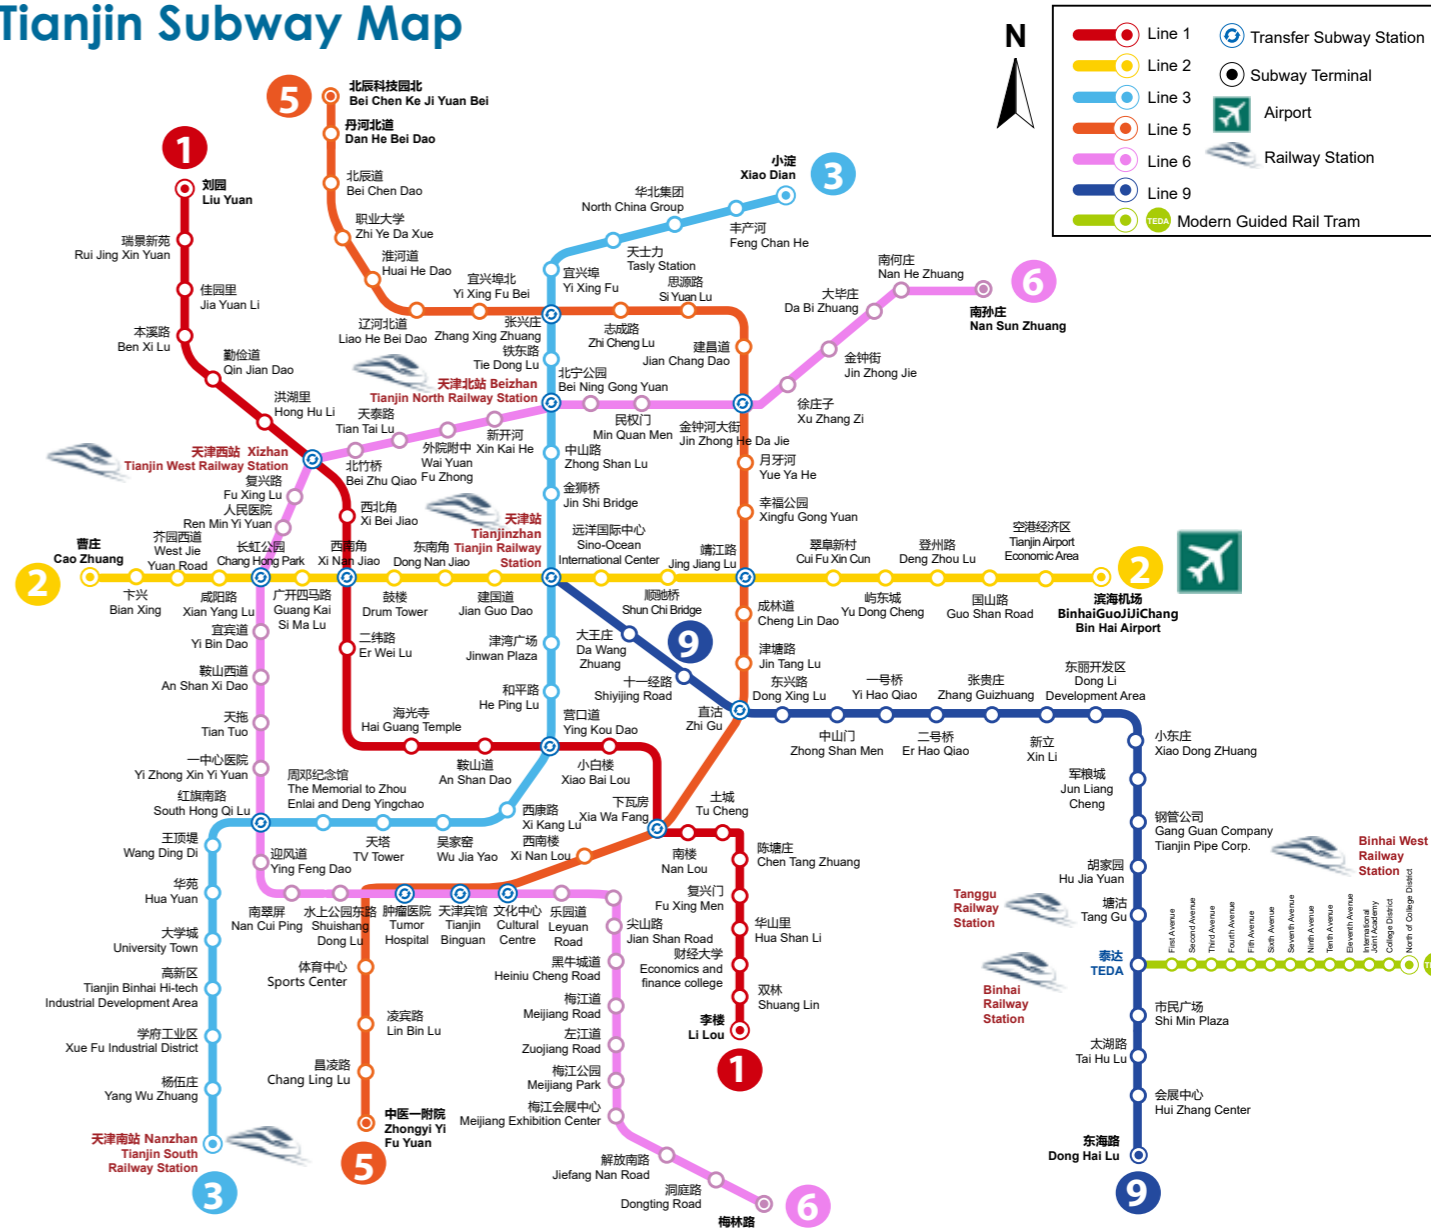 Tianjin Subway Map
N
Line 1
Line 2
Line 3
Line 5
Line 6
Line 9
TEDA
Modern Guided Rail Tram
Transfer Subway Station
Subway Terminal
Airport
Railway Station
1
刘园
Liu Yuan
瑞景新苑
Rui Jing Xin Yuan
佳园里
Jia Yuan Li
本溪路
Ben Xi Lu
勤俭道
Qin Jian Dao
洪湖里
Hong Hu Li
天津西站 Xizhan
Tianjin West Railway Station
西北角
Xi Bei Jiao
西南角
Xi Nan Jiao
二纬路
Er Wei Lu
海光寺
Hai Guang Temple
鞍山道
An Shan Dao
营口道
Ying Kou Dao
小白楼
Xiao Bai Lou
下瓦房
Xia Wa Fang
南楼
Nan Lou
土城
Tu Cheng
陈塘庄
Chen Tang Zhuang
复兴门
Fu Xing Men
华山里
Hua Shan Li
财经大学
Economics and
finance college
双林
Shuang Lin
李楼
Li Lou
1
5
北辰科技园北
Bei Chen Ke Ji Yuan Bei
丹河北道
Dan He Bei Dao
北辰道
Bei Chen Dao
职业大学
Zhi Ye Da Xue
淮河道
Huai He Dao
辽河北道
Liao He Bei Dao
宜兴埠北
Yi Xing Fu Bei
张兴庄
Zhang Xing Zhuang
志成路
Zhi Cheng Lu
思源路
Si Yuan Lu
建昌道
Jian Chang Dao
金钟河大街
Jin Zhong He Da Jie
月牙河
Yue Ya He
幸福公园
Xingfu Gong Yuan
靖江路
Jing Jiang Lu
成林道
Cheng Lin Dao
津塘路
Jin Tang Lu
直沽
Zhi Gu
西南楼
Xi Nan Lou
文化中心
Cultural
Centre
天津宾馆
Tianjin
Binguan
肿瘤医院
Tumor
Hospital
体育中心
Sports Center
凌宾路
Lin Bin Lu
昌凌路
Chang Ling Lu
中医一附院
Zhongyi Yi
Fu Yuan
5
3
小淀
Xiao Dian
丰产河
Feng Chan He
华北集团
North China Group
天士力
Tasly Station
宜兴埠
Yi Xing Fu
铁东路
Tie Dong Lu
天津北站 Beizhan
Tianjin North Railway Station
中山路
Zhong Shan Lu
金狮桥
Jin Shi Bridge
天津站
Tianjinzhan
Tianjin Railway
Station
津湾广场
Jinwan Plaza
和平路
He Ping Lu
西康路
Xi Kang Lu
吴家窑
Wu Jia Yao
天塔
TV Tower
周邓纪念馆
The Memorial to Zhou
Enlai and Deng Yingchao
红旗南路
South Hong Qi Lu
王顶堤
Wang Ding Di
华苑
Hua Yuan
大学城
University Town
高新区
Tianjin Binhai Hi-tech
Industrial Development Area
学府工业区
Xue Fu Industrial District
杨伍庄
Yang Wu Zhuang
天津南站 Nanzhan
Tianjin South
Railway Station
3
6
南孙庄
Nan Sun Zhuang
南何庄
Nan He Zhuang
大毕庄
Da Bi Zhuang
金钟街
Jin Zhong Jie
徐庄子
Xu Zhang Zi
民权门
Min Quan Men
北宁公园
Bei Ning Gong Yuan
新开河
Xin Kai He
外院附中
Wai Yuan
Fu Zhong
天泰路
Tian Tai Lu
北竹桥
Bei Zhu Qiao
复兴路
Fu Xing Lu
人民医院
Ren Min Yi Yuan
长虹公园
Chang Hong Park
宜宾道
Yi Bin Dao
鞍山西道
An Shan Xi Dao
天拖
Tian Tuo
一中心医院
Yi Zhong Xin Yi Yuan
迎风道
Ying Feng Dao
南翠屏
Nan Cui Ping
水上公园东路
Shuishang
Dong Lu
乐园道
Leyuan
Road
尖山路
Jian Shan Road
黑牛城道
Heiniu Cheng Road
梅江道
Meijiang Road
左江道
Zuojiang Road
梅江公园
Meijiang Park
梅江会展中心
Meijiang Exhibition Center
解放南路
Jiefang Nan Road
洞庭路
Dongting Road
梅林路
6
2
曹庄
Cao Zhuang
卞兴
Bian Xing
芥园西道
West Jie
Yuan Road
咸阳路
Xian Yang Lu
广开四马路
Guang Kai
Si Ma Lu
鼓楼
Drum Tower
东南角
Dong Nan Jiao
建国道
Jian Guo Dao
远洋国际中心
Sino-Ocean
International Center
顺驰桥
Shun Chi Bridge
翠阜新村
Cui Fu Xin Cun
屿东城
Yu Dong Cheng
登州路
Deng Zhou Lu
国山路
Guo Shan Road
空港经济区
Tianjin Airport
Economic Area
滨海机场
BinhaiGuoJiJiChang
Bin Hai Airport
2
9
大王庄
Da Wang
Zhuang
十一经路
Shiyijing Road
东兴路
Dong Xing Lu
中山门
Zhong Shan Men
一号桥
Yi Hao Qiao
二号桥
Er Hao Qiao
张贵庄
Zhang Guizhuang
新立
Xin Li
东丽开发区
Dong Li
Development Area
小东庄
Xiao Dong ZHuang
军粮城
Jun Liang
Cheng
钢管公司
Gang Guan Company
Tianjin Pipe Corp.
胡家园
Hu Jia Yuan
塘沽
Tang Gu
泰达
TEDA
市民广场
Shi Min Plaza
太湖路
Tai Hu Lu
会展中心
Hui Zhang Center
东海路
Dong Hai Lu
9
Tanggu
Railway
Station
Binhai
Railway
Station
Binhai West
Railway
Station
First Avenue
Second Avenue
Third Avenue
Fourth Avenue
Fith Avenue
Sixth Avenue
Seventh Avenue
Ninth Avenue
Tenth Avenue
Eleventh Avenue
International
Joint Academy
College District
North of College District